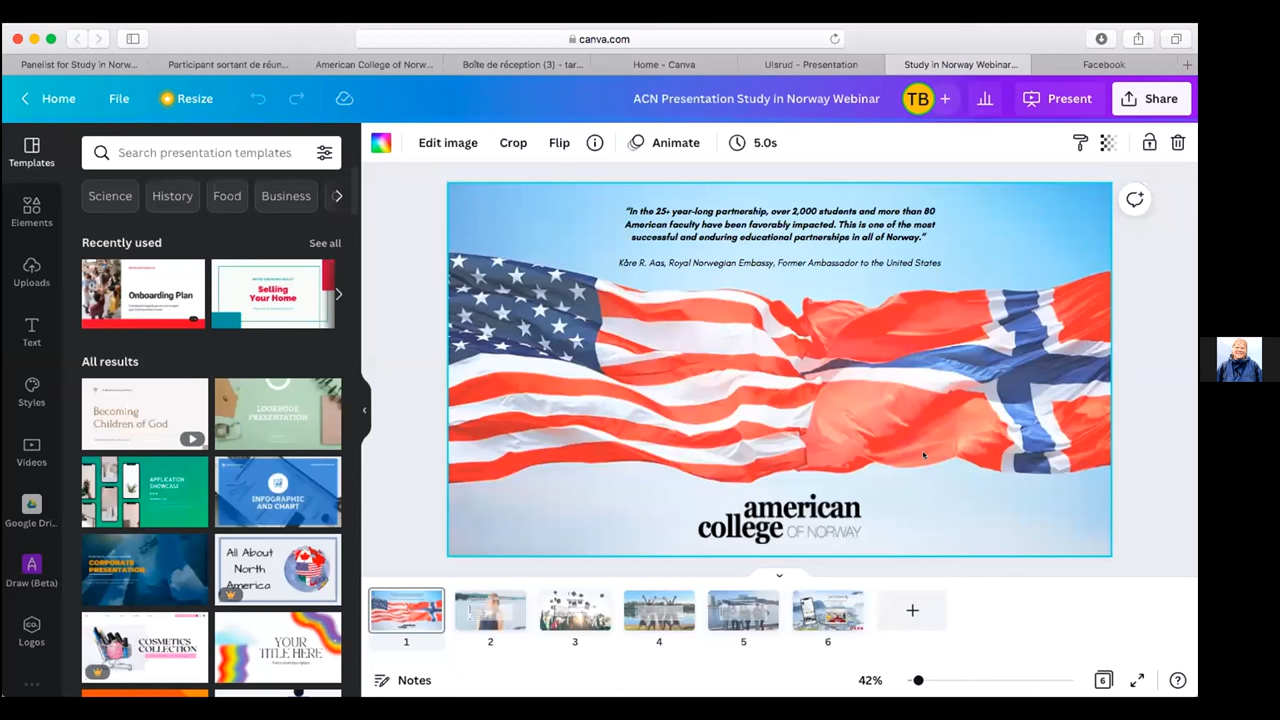 canva.com
Panelist for Study in Norw...
Participant sortant de réun...
American College of Norw...
Boîte de réception (3) - tar...
Home - Canva
Ulsrud - Presentation
Study in Norway Webinar...
Facebook
Home
File
Resize
ACN Presentation Study in Norway Webinar
TB
Present
Share
Templates
Elements
Uploads
Text
Styles
Videos
Google Dri...
Draw (Beta)
Logos
Search presentation templates
Science
History
Food
Business
Recently used
See all
Onboarding Plan
Selling
Your Home
All results
Becoming
Children of God
LOOKBOOK
PRESENTATION
APPLICATION
SHOWCASE
INFOGRAPHIC
AND CHART
CORPORATE
PRESENTATION
All About
North
America
COSMETICS
COLLECTION
YOUR
TITLE HERE
Edit image
Crop
Flip
Animate
5.0s
"In the 25+ year-long partnership, over 2,000 students and more than 80
American faculty have been favorably impacted. This is one of the most
successful and enduring educational partnerships in all of Norway."
Kåre R. Aas, Royal Norwegian Embassy, Former Ambassador to the United States
american
college OF NORWAY
1
2
3
4
5
6
Notes
42%
6